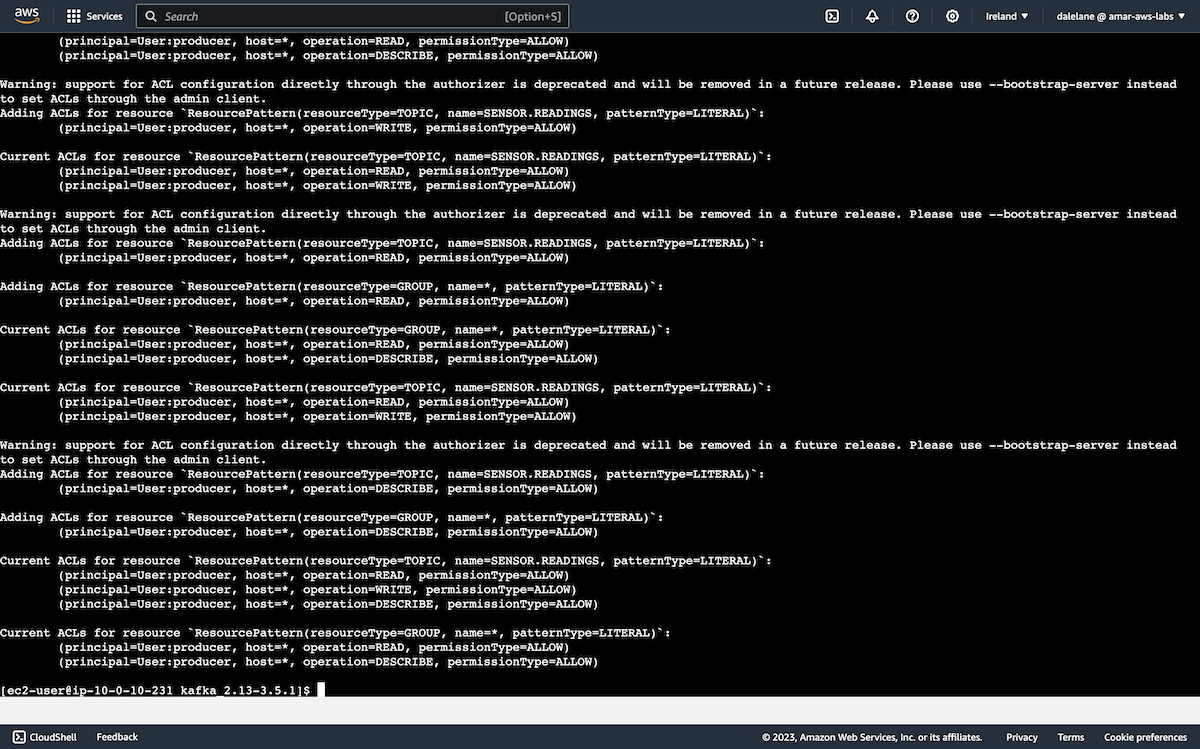 aws Services Search [Option+S] Ireland ▼ dalelane @ amar-aws-labs ▼
(principal=User:producer, host=*, operation=READ, permissionType=ALLOW)
(principal=User:producer, host=*, operation=DESCRIBE, permissionType=ALLOW)
Warning: support for ACL configuration directly through the authorizer is deprecated and will be removed in a future release. Please use --bootstrap-server instead
to set ACLs through the admin client.
Adding ACLs for resource `ResourcePattern(resourceType=TOPIC, name=SENSOR.READINGS, patternType=LITERAL)`:
(principal=User:producer, host=*, operation=WRITE, permissionType=ALLOW)
Current ACLs for resource `ResourcePattern(resourceType=TOPIC, name=SENSOR.READINGS, patternType=LITERAL)`:
(principal=User:producer, host=*, operation=READ, permissionType=ALLOW)
(principal=User:producer, host=*, operation=WRITE, permissionType=ALLOW)
Warning: support for ACL configuration directly through the authorizer is deprecated and will be removed in a future release. Please use --bootstrap-server instead
to set ACLs through the admin client.
Adding ACLs for resource `ResourcePattern(resourceType=TOPIC, name=SENSOR.READINGS, patternType=LITERAL)`:
(principal=User:producer, host=*, operation=READ, permissionType=ALLOW)
Adding ACLs for resource `ResourcePattern(resourceType=GROUP, name=*, patternType=LITERAL)`:
(principal=User:producer, host=*, operation=READ, permissionType=ALLOW)
Current ACLs for resource `ResourcePattern(resourceType=GROUP, name=*, patternType=LITERAL)`:
(principal=User:producer, host=*, operation=READ, permissionType=ALLOW)
(principal=User:producer, host=*, operation=DESCRIBE, permissionType=ALLOW)
Current ACLs for resource `ResourcePattern(resourceType=TOPIC, name=SENSOR.READINGS, patternType=LITERAL)`:
(principal=User:producer, host=*, operation=READ, permissionType=ALLOW)
(principal=User:producer, host=*, operation=WRITE, permissionType=ALLOW)
Warning: support for ACL configuration directly through the authorizer is deprecated and will be removed in a future release. Please use --bootstrap-server instead
to set ACLs through the admin client.
Adding ACLs for resource `ResourcePattern(resourceType=TOPIC, name=SENSOR.READINGS, patternType=LITERAL)`:
(principal=User:producer, host=*, operation=DESCRIBE, permissionType=ALLOW)
Adding ACLs for resource `ResourcePattern(resourceType=GROUP, name=*, patternType=LITERAL)`:
(principal=User:producer, host=*, operation=DESCRIBE, permissionType=ALLOW)
Current ACLs for resource `ResourcePattern(resourceType=TOPIC, name=SENSOR.READINGS, patternType=LITERAL)`:
(principal=User:producer, host=*, operation=READ, permissionType=ALLOW)
(principal=User:producer, host=*, operation=WRITE, permissionType=ALLOW)
(principal=User:producer, host=*, operation=DESCRIBE, permissionType=ALLOW)
Current ACLs for resource `ResourcePattern(resourceType=GROUP, name=*, patternType=LITERAL)`:
(principal=User:producer, host=*, operation=READ, permissionType=ALLOW)
(principal=User:producer, host=*, operation=DESCRIBE, permissionType=ALLOW)
[ec2-user@ip-10-0-10-231 kafka_2.13-3.5.1]$
CloudShell Feedback © 2023, Amazon Web Services, Inc. or its affiliates. Privacy Terms Cookie preferences